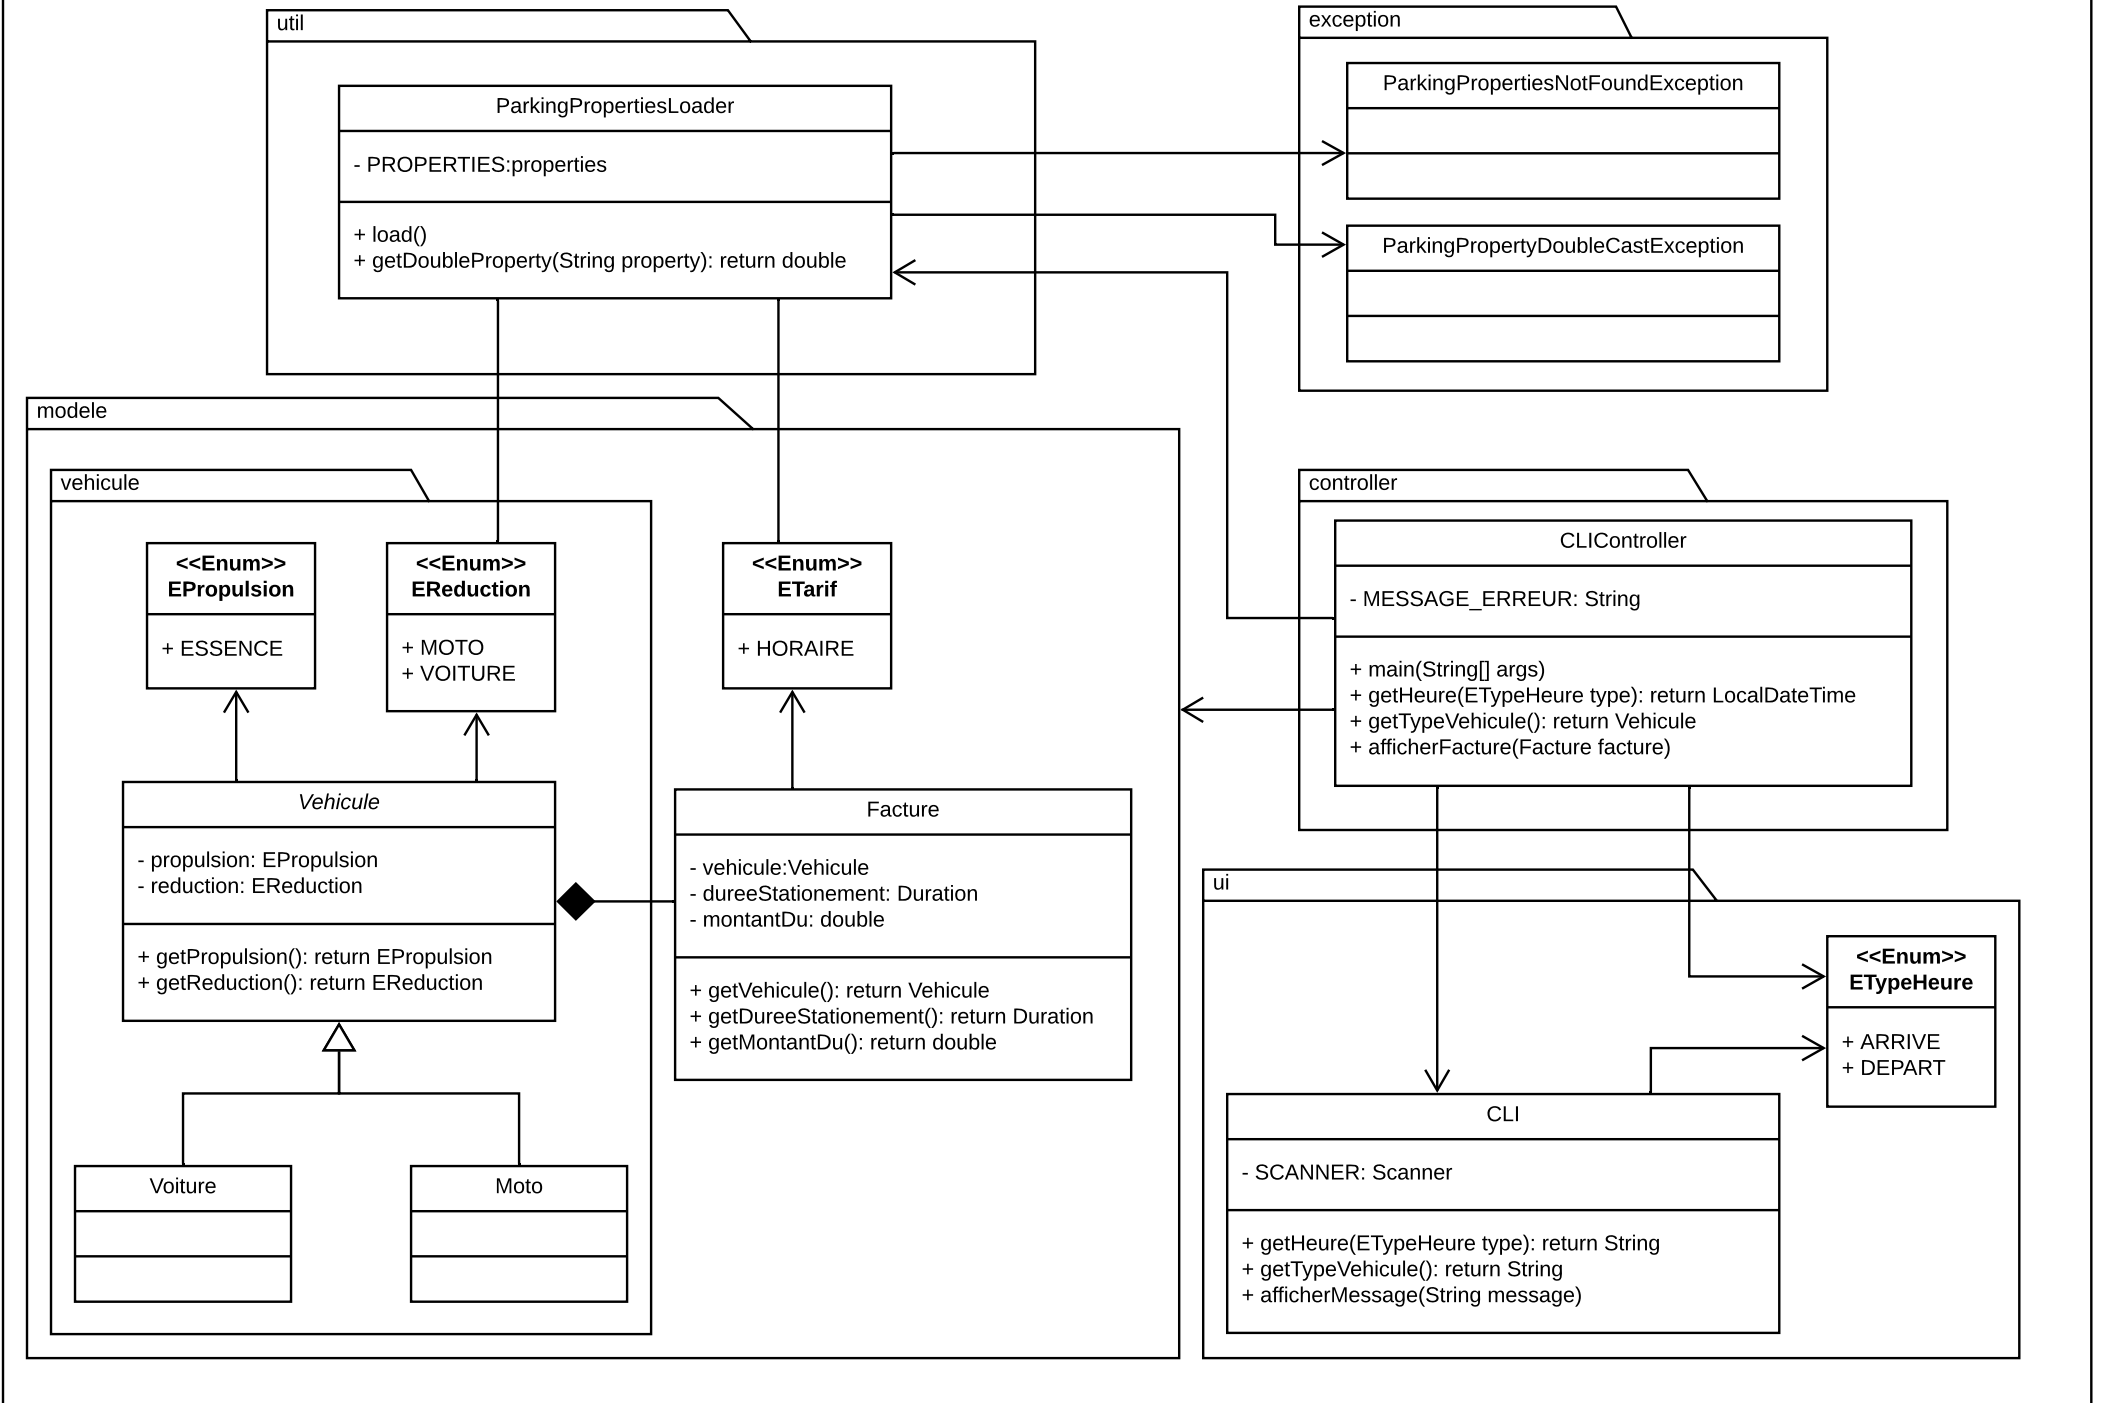 util
ParkingPropertiesLoader
- PROPERTIES:properties
+ load()
+ getDoubleProperty(String property): return double
exception
ParkingPropertiesNotFoundException
ParkingPropertyDoubleCastException
modele
vehicule
<<Enum>>
EPropulsion
+ ESSENCE
<<Enum>>
EReduction
+ MOTO
+ VOITURE
<<Enum>>
ETarif
+ HORAIRE
Vehicule
- propulsion: EPropulsion
- reduction: EReduction
+ getPropulsion(): return EPropulsion
+ getReduction(): return EReduction
Facture
- vehicule:Vehicule
- dureeStationement: Duration
- montantDu: double
+ getVehicule(): return Vehicule
+ getDureeStationement(): return Duration
+ getMontantDu(): return double
Voiture
Moto
controller
CLIController
- MESSAGE_ERREUR: String
+ main(String[] args)
+ getHeure(ETypeHeure type): return LocalDateTime
+ getTypeVehicule(): return Vehicule
+ afficherFacture(Facture facture)
ui
<<Enum>>
ETypeHeure
+ ARRIVE
+ DEPART
CLI
- SCANNER: Scanner
+ getHeure(ETypeHeure type): return String
+ getTypeVehicule(): return String
+ afficherMessage(String message)